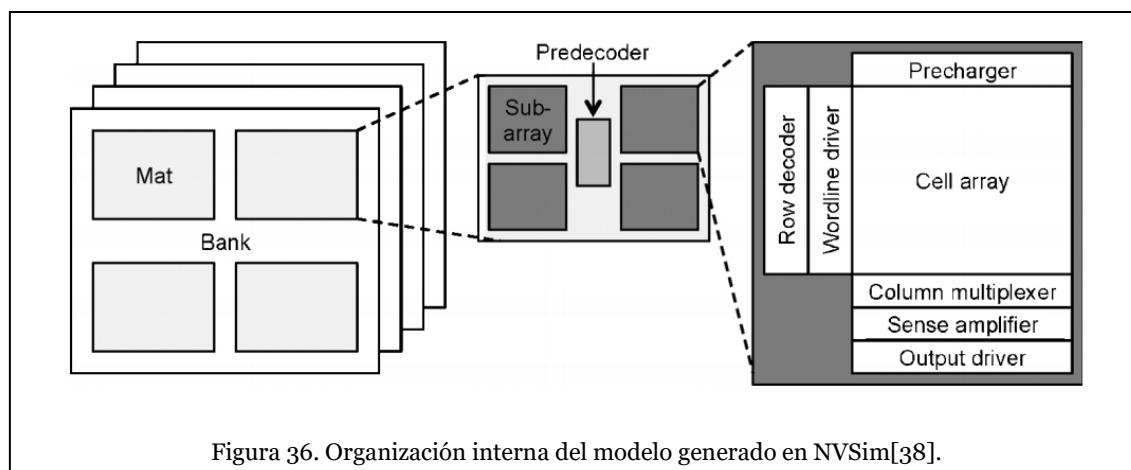 Mat
Bank
Predecoder
Sub-
array
Precharger
Row decoder
Wordline driver
Cell array
Column multiplexer
Sense amplifier
Output driver
Figura 36. Organización interna del modelo generado en NVSim[38].